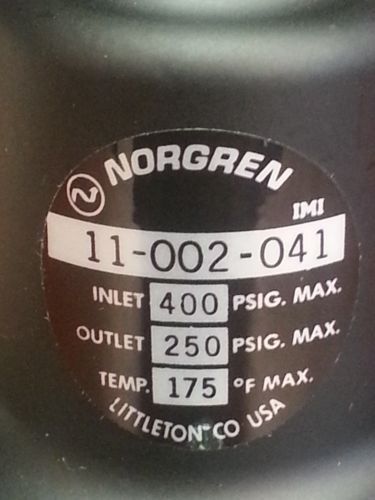 NORGREN
IMI
11-002-041
INLET 400 PSIG. MAX.
OUTLET 250 PSIG. MAX.
TEMP. 175 °F MAX.
LITTLETON CO USA